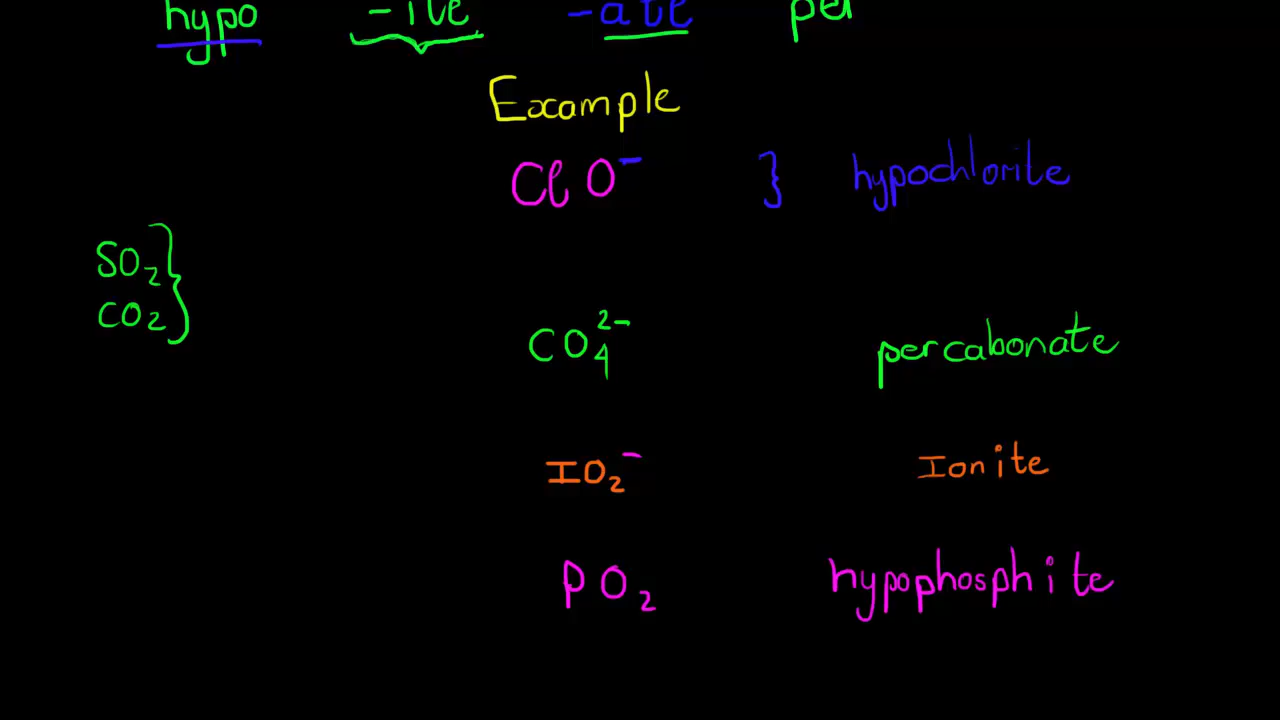 hypo -ite -ate per
Example
ClO⁻ } hypochlorite
SO₂ }
CO₂
CO₄²⁻ percabonate
IO₂⁻ Ionite
PO₂ hypophosphite